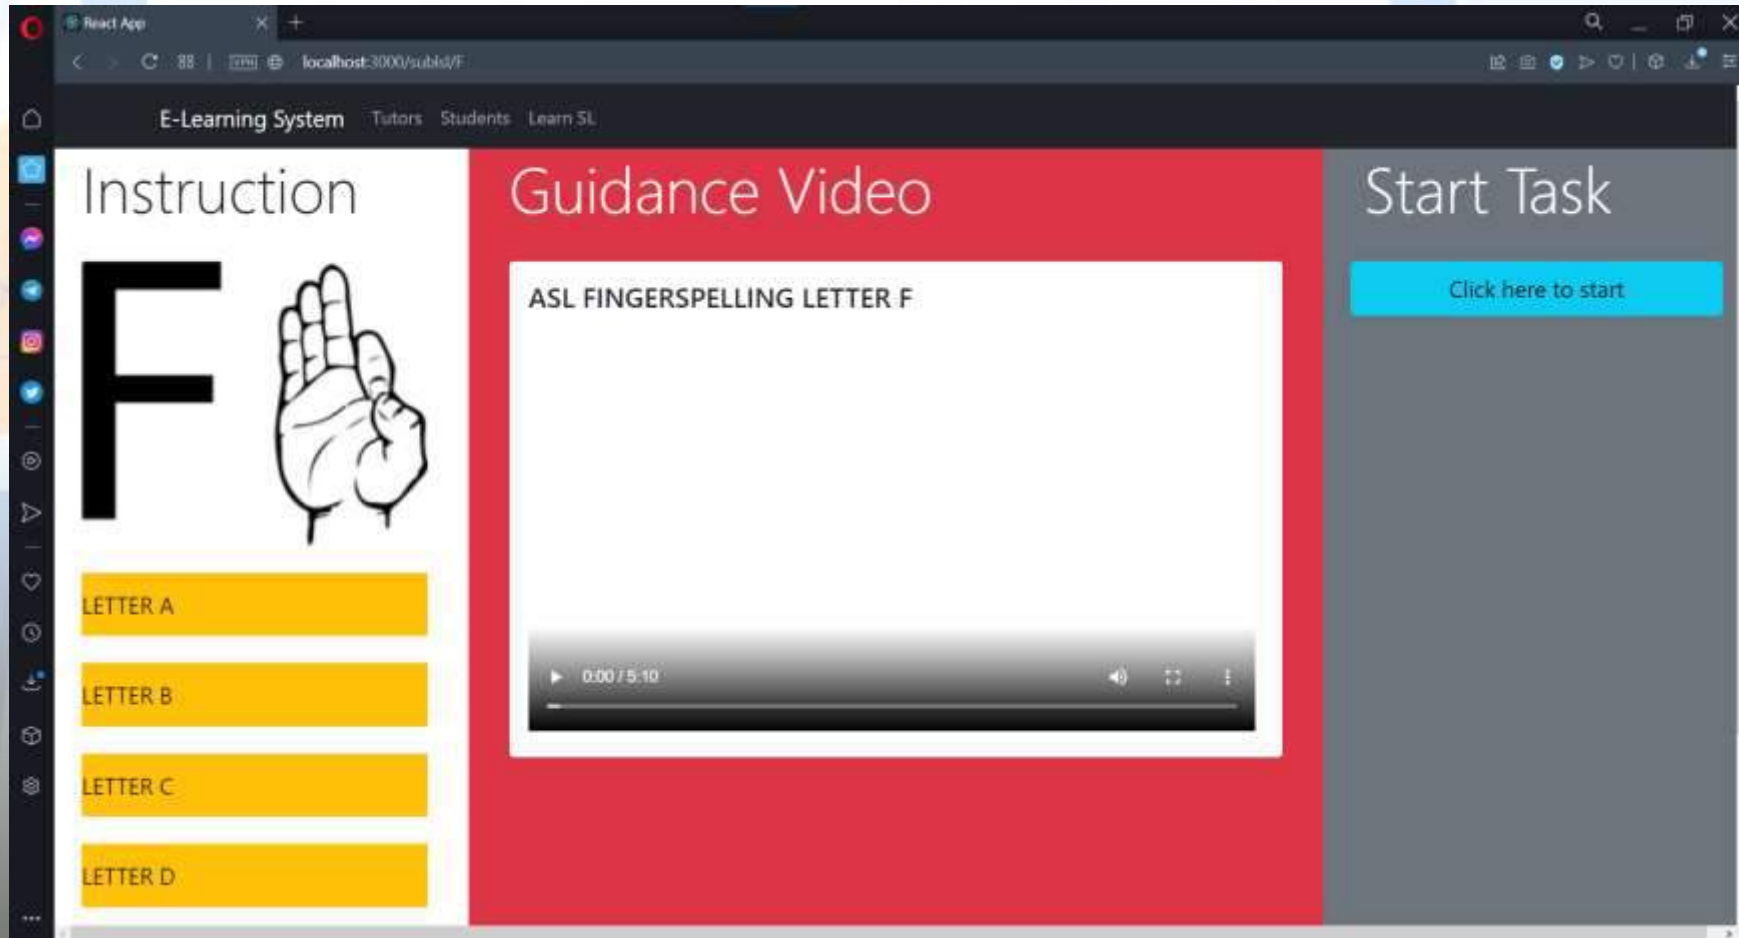 React App
VPN
localhost:3000/sublsl/F
E-Learning System Tutors Students Learn SL
Instruction
F
LETTER A
LETTER B
LETTER C
LETTER D
Guidance Video
ASL FINGERSPELLING LETTER F
0:00 / 5:10
Start Task
Click here to start